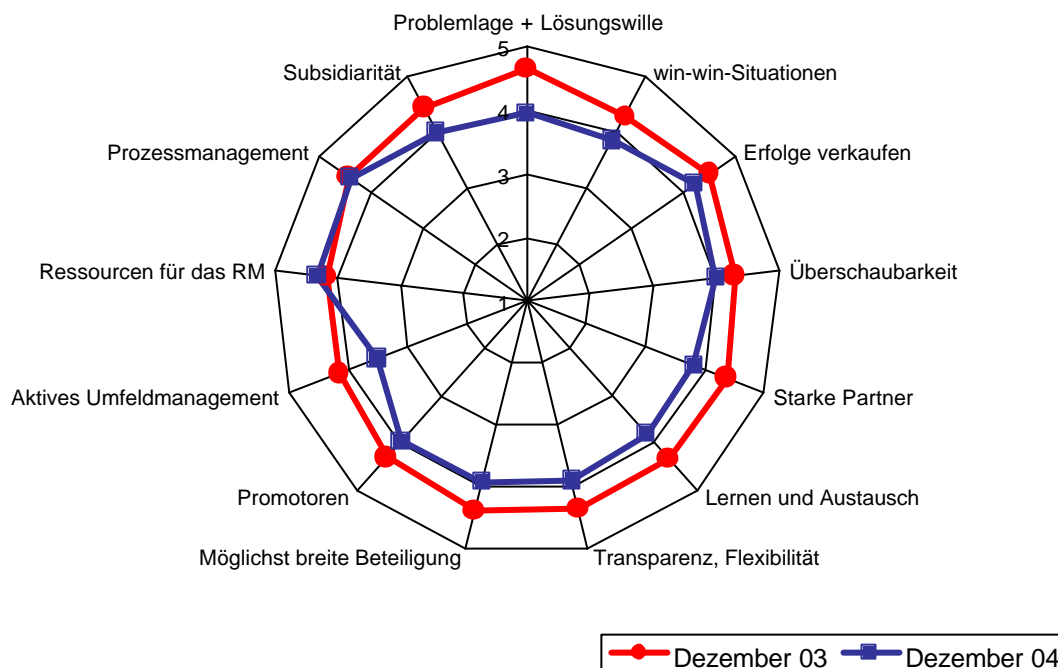 Problemlage + Lösungswille
5
Subsidiarität
win-win-Situationen
4
Prozessmanagement
Erfolge verkaufen
3
2
Ressourcen für das RM
Überschaubarkeit
1
Aktives Umfeldmanagement
Starke Partner
Promotoren
Lernen und Austausch
Möglichst breite Beteiligung
Transparenz, Flexibilität
Dezember 03 Dezember 04